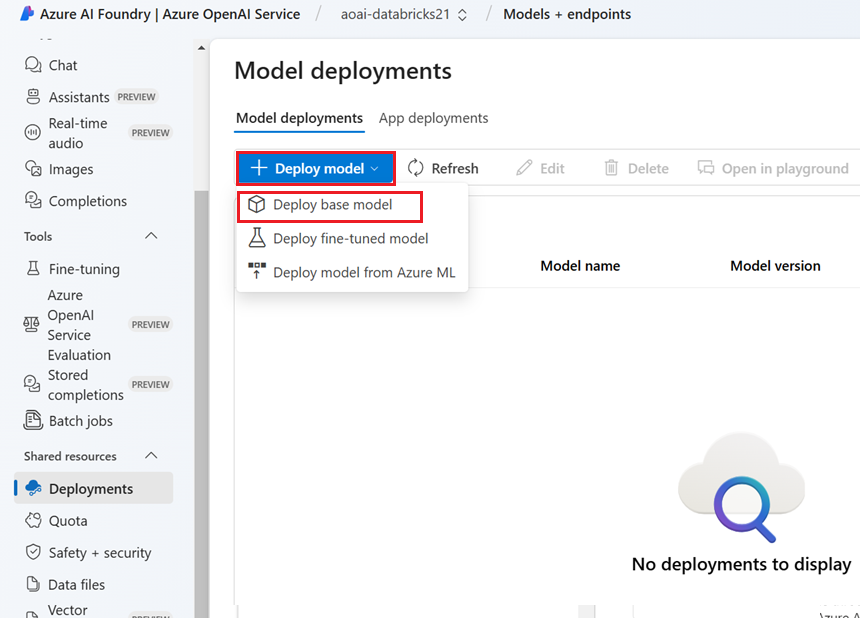 Azure AI Foundry | Azure OpenAI Service / aoai-databricks21 / Models + endpoints
Chat
Assistants PREVIEW
Real-time
audio
PREVIEW
Images
Completions
Tools
Fine-tuning
Azure
OpenAI
Service
Evaluation
PREVIEW
Stored
completions
PREVIEW
Batch jobs
Shared resources
Deployments
Quota
Safety + security
Data files
Vector
PREVIEW
Model deployments
Model deployments App deployments
Deploy model Refresh Edit Delete Open in playground
Deploy base model
Deploy fine-tuned model
Deploy model from Azure ML
Model name Model version
No deployments to display